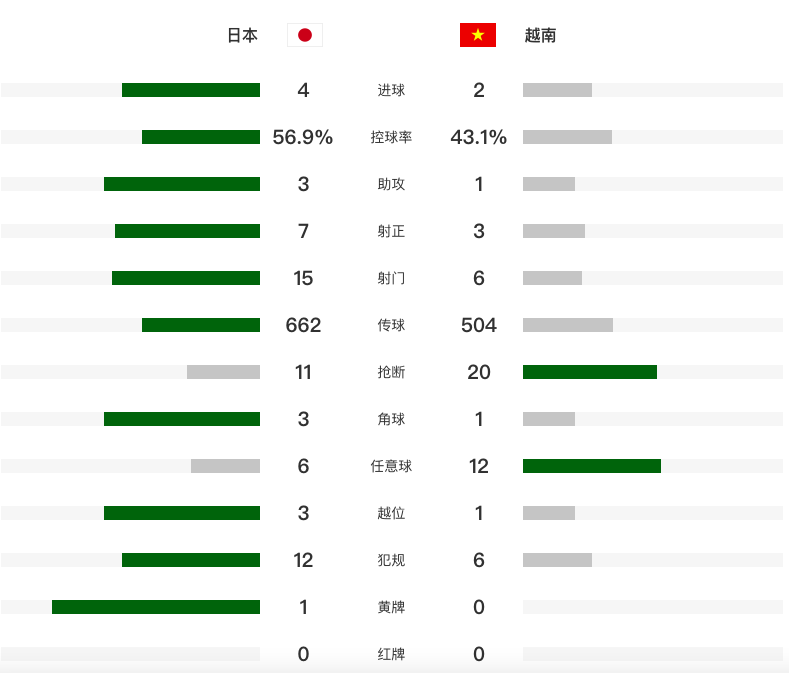 日本 越南
4 进球 2
56.9% 控球率 43.1%
3 助攻 1
7 射正 3
15 射门 6
662 传球 504
11 抢断 20
3 角球 1
6 任意球 12
3 越位 1
12 犯规 6
1 黄牌 0
0 红牌 0